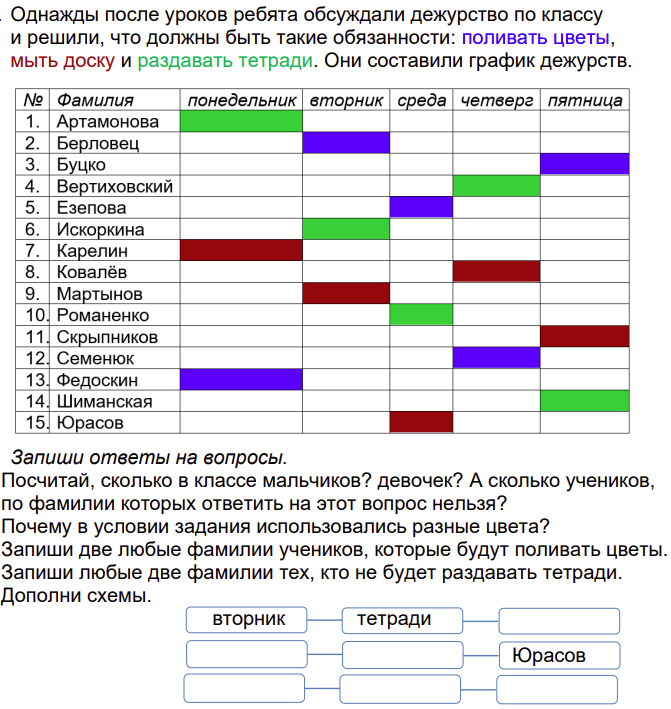 Однажды после уроков ребята обсуждали дежурство по классу
и решили, что должны быть такие обязанности: поливать цветы,
мыть доску и раздавать тетради. Они составили график дежурств.
№ Фамилия понедельник вторник среда четверг пятница
1. Артамонова
2. Берловец
3. Буцко
4. Вертиховский
5. Езепова
6. Искоркина
7. Карелин
8. Ковалёв
9. Мартынов
10. Романенко
11. Скрыпников
12. Семенюк
13. Федоскин
14. Шиманская
15. Юрасов
Запиши ответы на вопросы.
Посчитай, сколько в классе мальчиков? девочек? А сколько учеников,
по фамилии которых ответить на этот вопрос нельзя?
Почему в условии задания использовались разные цвета?
Запиши две любые фамилии учеников, которые будут поливать цветы.
Запиши любые две фамилии тех, кто не будет раздавать тетради.
Дополни схемы.
вторник тетради
Юрасов